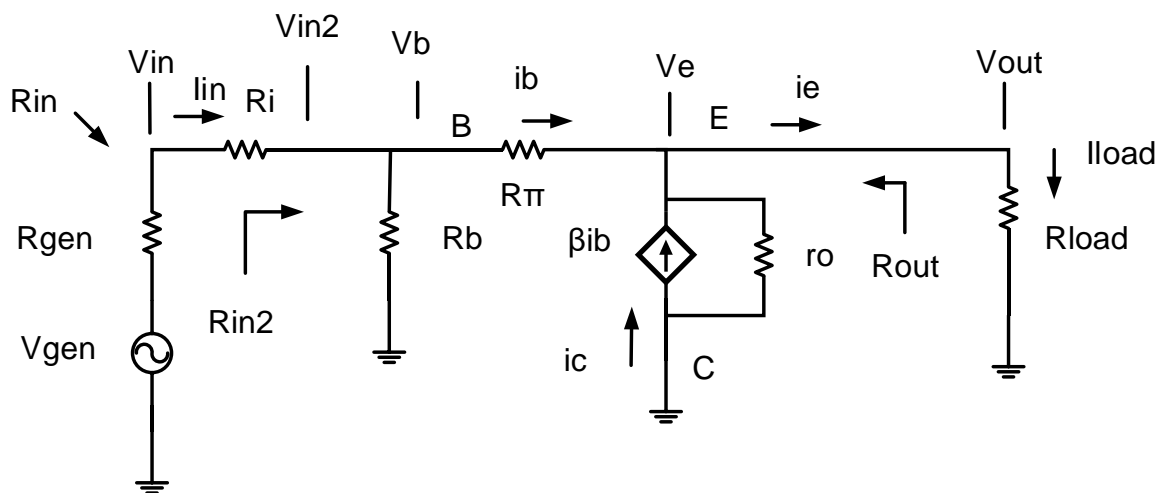 Vin
Vin2
Vb
Ve
Vout
Rin
Iin
Ri
B
ib
E
ie
Iload
Rgen
Rb
Rπ
βib
ro
Rout
Rload
Rin2
Vgen
ic
C